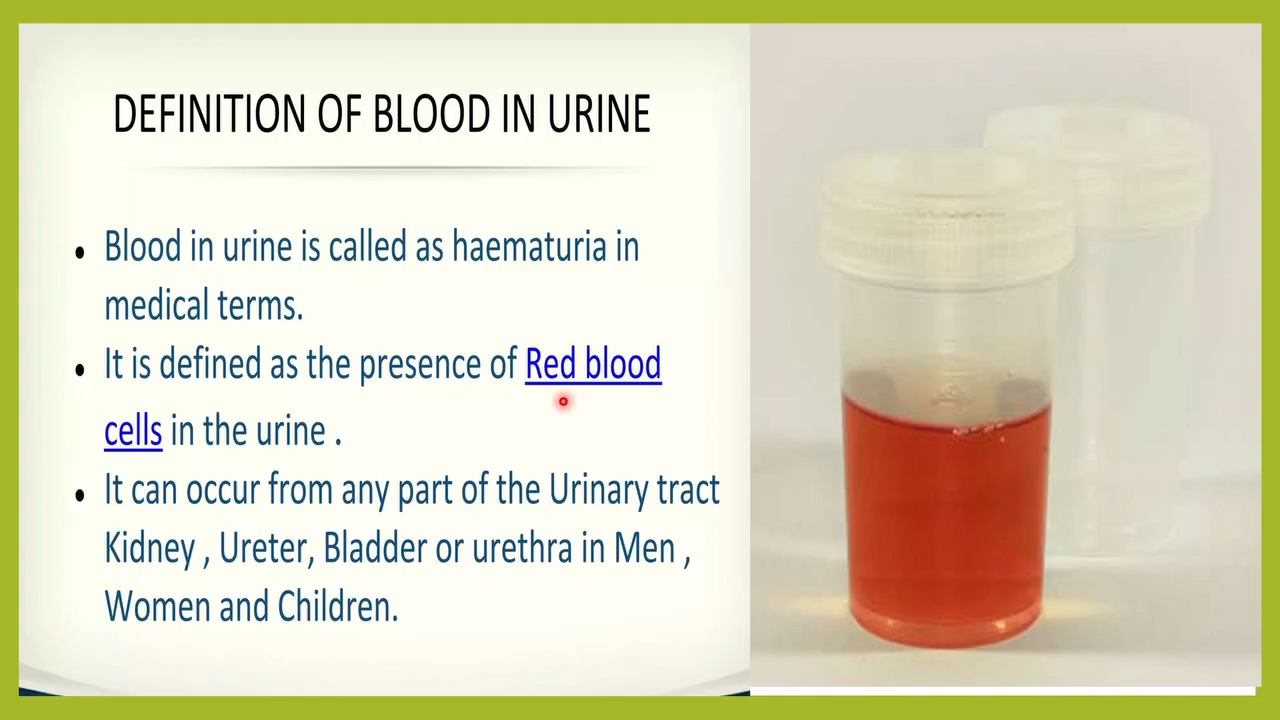 DEFINITION OF BLOOD IN URINE
• Blood in urine is called as haematuria in
medical terms.
• It is defined as the presence of Red blood
cells in the urine .
• It can occur from any part of the Urinary tract
Kidney , Ureter, Bladder or urethra in Men ,
Women and Children.